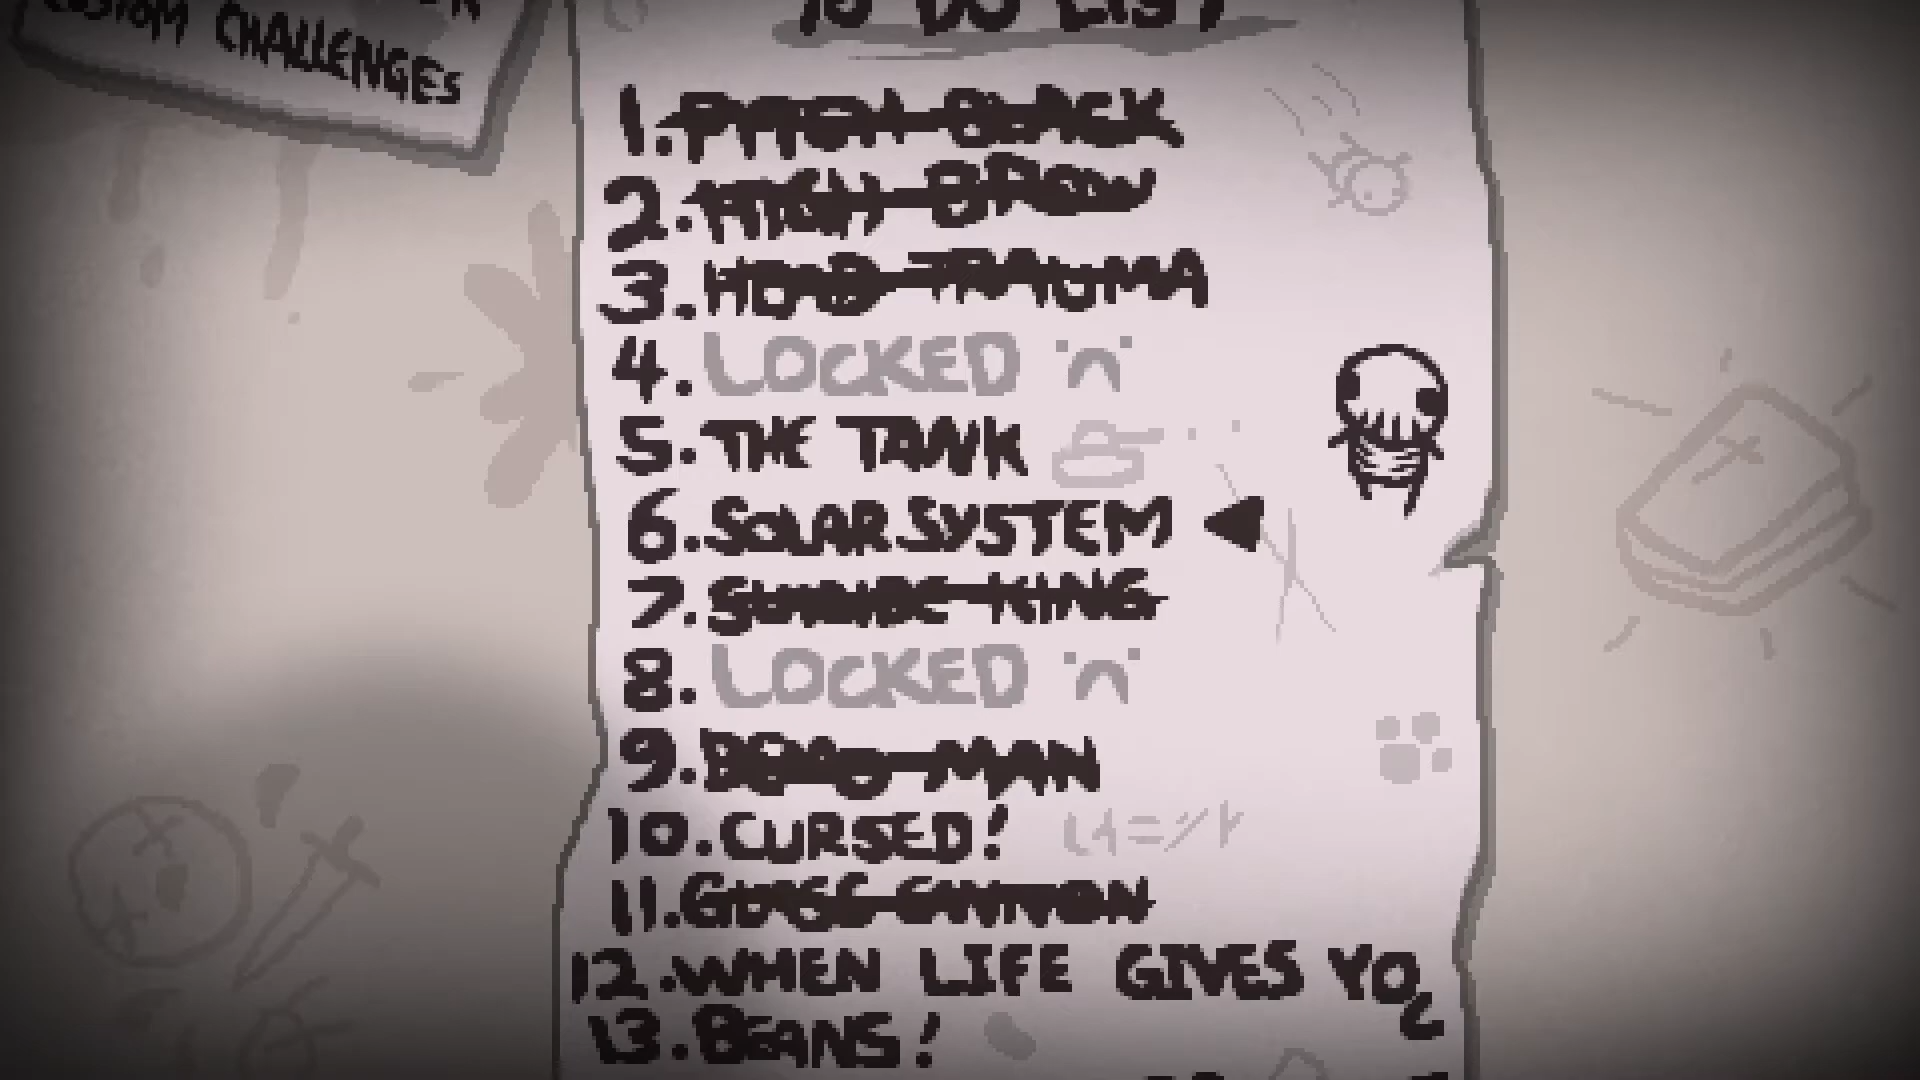 CUSTOM CHALLENGES
TO DO LIST
1. PITCH BLACK
2. HIGH BROW
3. HEAD TRAUMA
4. LOCKED
5. THE TANK
6. SOLAR SYSTEM
7. SUICIDE KING
8. LOCKED
9. DEMO MAN
10. CURSED!
11. GLASS CANNON
12. WHEN LIFE GIVES YOU
13. BEANS!